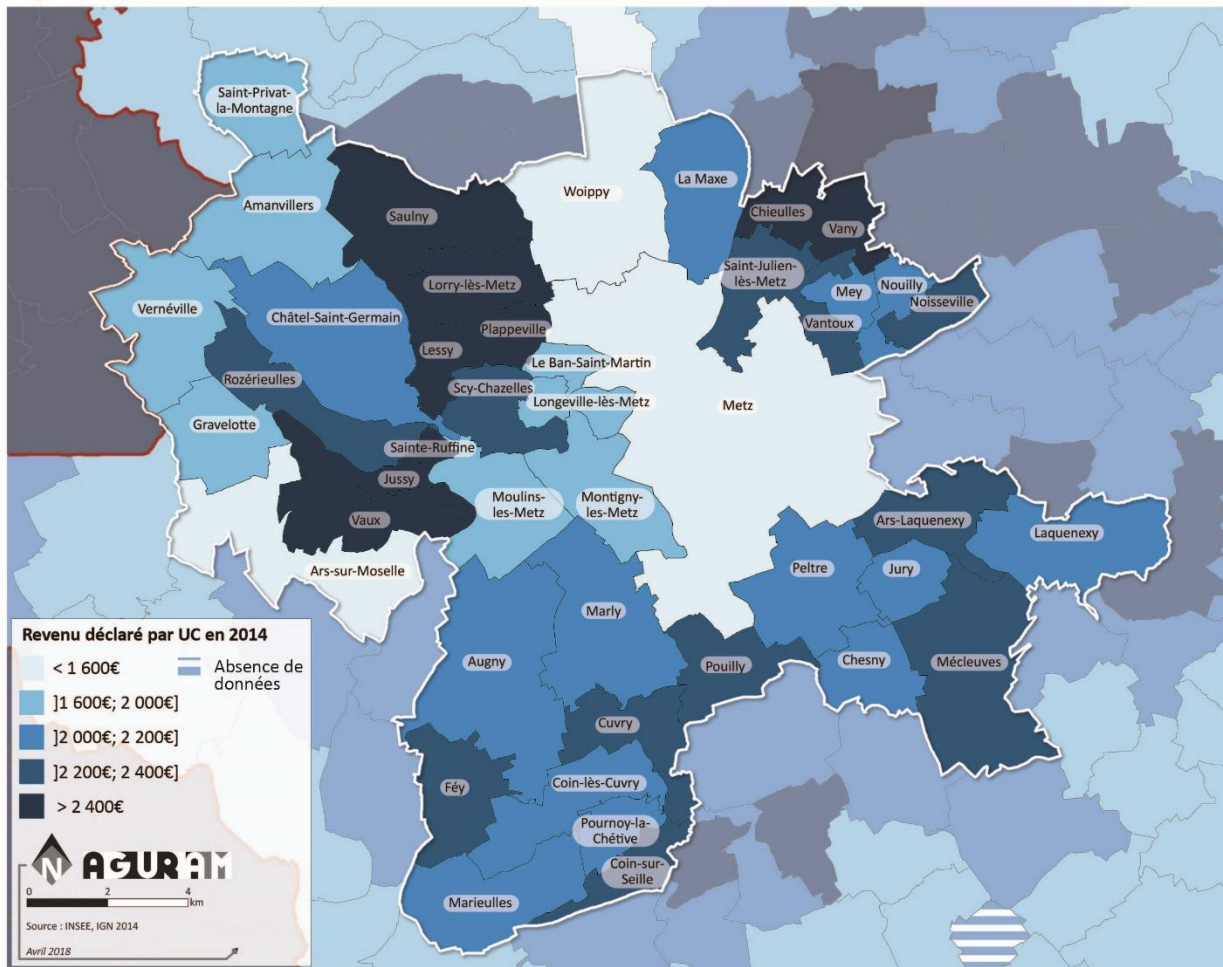 Saint-Privat-
la-Montagne
Woippy
La Maxe
Amanvillers
Saulny
Chieulles
Vany
Saint-Julien-
lès-Metz
Lorry-lès-Metz
Mey
Nouilly
Noisseville
Vernéville
Châtel-Saint-Germain
Plappeville
Vantoux
Lessy
Le Ban-Saint-Martin
Rozérieulles
Scy-Chazelles
Longeville-lès-Metz
Metz
Gravelotte
Sainte-Ruffine
Jussy
Moulins-
les-Metz
Montigny-
les-Metz
Vaux
Ars-Laquenexy
Laquenexy
Ars-sur-Moselle
Peltre
Jury
Marly
Augny
Pouilly
Chesny
Mécleuves
Cuvry
Féy
Coin-lès-Cuvry
Pournoy-la-
Chétive
Coin-sur-
Seille
Marieulles
Revenu déclaré par UC en 2014
< 1 600€
Absence de
données
]1 600€; 2 000€]
]2 000€; 2 200€]
]2 200€; 2 400€]
> 2 400€
N AGURAM
0 2 4
km
Source : INSEE, IGN 2014
Avril 2018